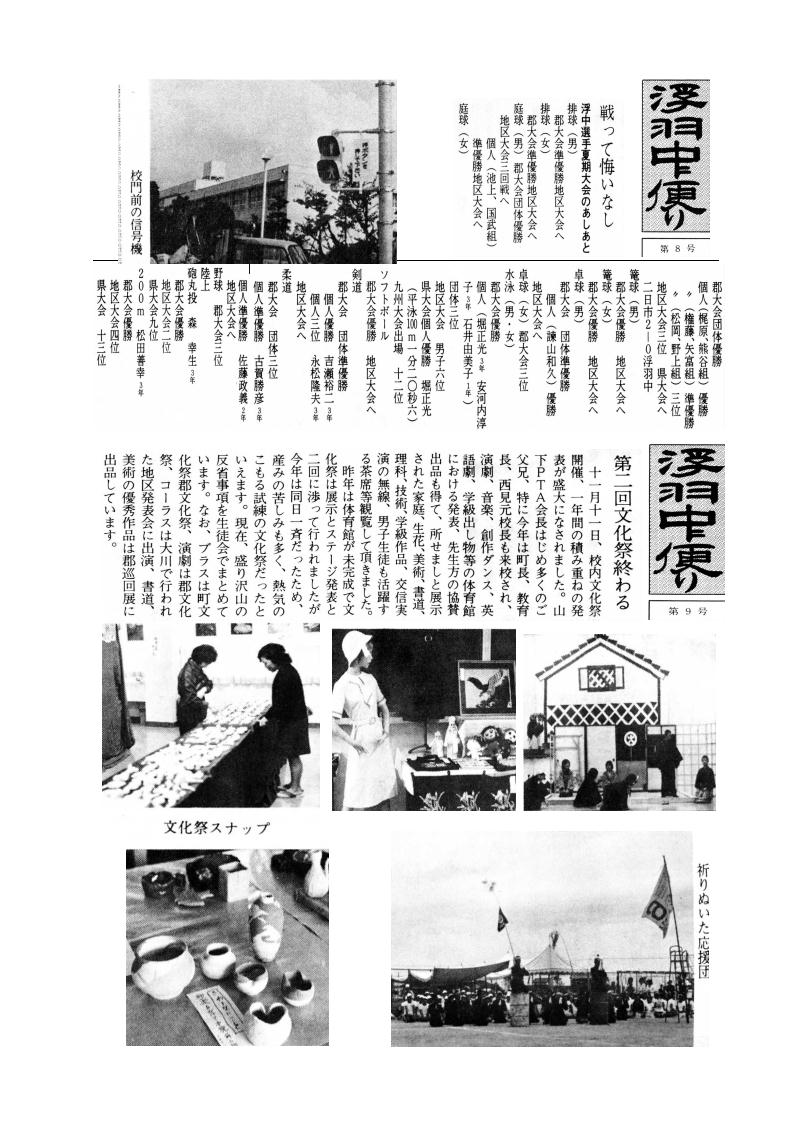 浮羽中便り
第8号
戦って悔いなし
浮中選手夏期大会のあしあと
排球（男）
郡大会準優勝地区大会へ
排球（女）
郡大会準優勝地区大会へ
庭球（男）郡大会団体優勝
地区大会三回戦へ
個人（池上、国武組）
準優勝地区大会へ
庭球（女）
校門前の信号機
郡大会団体優勝
個人（梶原、熊谷組）優勝
〃（権藤、矢富組）準優勝
〃（松岡、野上組）三位
地区大会三位 県大会へ
二日市2―0浮羽中
篭球（男）
郡大会優勝 地区大会へ
篭球（女）
郡大会優勝 地区大会へ
卓球（男）
郡大会 団体準優勝
個人（諫山和久）優勝
地区大会へ
卓球（女）郡大会三位
水泳（男・女）
郡大会優勝
個人（堀正光3年 安河内淳
子3年 石井由美子1年）
団体三位
地区大会 男子六位
県大会個人優勝 堀正光
（平泳100m一分二〇秒六）
九州大会出場 十二位
ソフトボール
郡大会優勝 地区大会へ
剣道
郡大会 団体準優勝
個人優勝 吉瀬裕二3年
個人三位 永松隆夫3年
地区大会へ
柔道
郡大会 団体三位
個人準優勝 古賀勝彦3年
個人準優勝 佐藤政義2年
地区大会へ
野球 郡大会三位
陸上
砲丸投 森 幸生3年
郡大会優勝
地区大会二位
県大会九位
200m 松田善幸3年
郡大会優勝
地区大会四位
県大会 十三位
浮羽中便り
第9号
第二回文化祭終わる
十一月十一日、校内文化祭
開催、一年間の積み重ねの発
表が盛大になされました。山
下PTA会長はじめ多くのご
父兄、特に今年は町長、教育
長、西見元校長も来校され、
演劇、音楽、創作ダンス、英
語劇、学級出し物等の体育館
における発表、先生方の協賛
出品も得て、所せましと展示
された家庭、生花、美術、書道、
理科、技術、学級作品、交信実
演の無線、男子生徒も活躍す
る茶席等観覧して頂きました。
昨年は体育館が未完成で文
化祭は展示とステージ発表と
二回に渉って行われましたが
今年は同日一斉だったため、
産みの苦しみも多く、熱気の
こもる試練の文化祭だったと
いえます。現在、盛り沢山の
反省事項を生徒会でまとめて
います。なお、ブラスは町文
化祭郡文化祭、演劇は郡文化
祭、コーラスは大川で行われ
た地区発表会に出演、書道、
美術の優秀作品は郡巡回展に
出品しています。
文化祭スナップ
祈りぬいた応援団